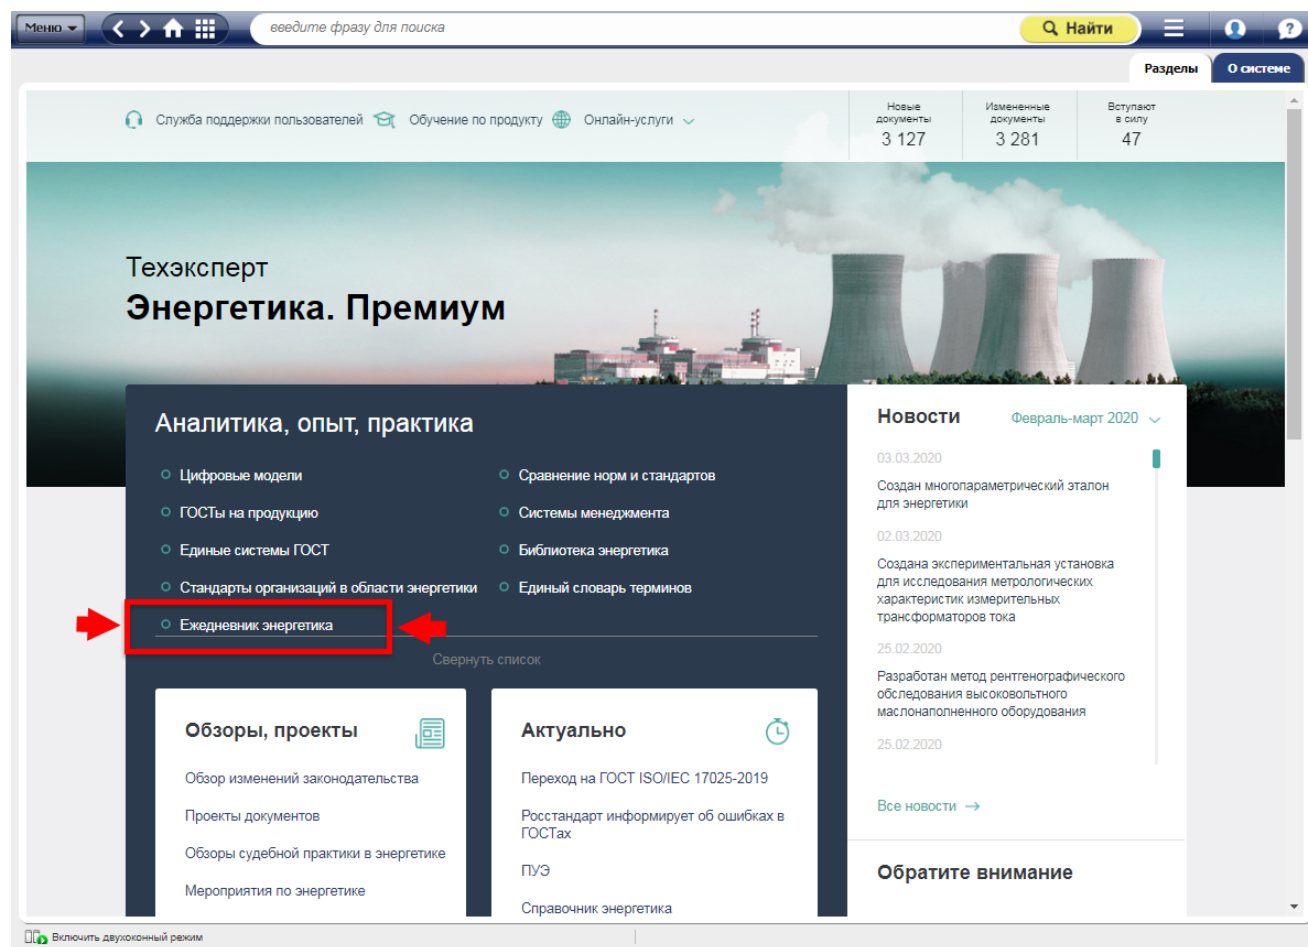 Меню
введите фразу для поиска
Найти
Разделы
О системе
Служба поддержки пользователей
Обучение по продукту
Онлайн-услуги
Новые
документы
3 127
Измененные
документы
3 281
Вступают
в силу
47
Техэксперт
Энергетика. Премиум
Аналитика, опыт, практика
Цифровые модели
ГОСТы на продукцию
Единые системы ГОСТ
Стандарты организаций в области энергетики
Ежедневник энергетика
Сравнение норм и стандартов
Системы менеджмента
Библиотека энергетика
Единый словарь терминов
Свернуть список
Обзоры, проекты
Обзор изменений законодательства
Проекты документов
Обзоры судебной практики в энергетике
Мероприятия по энергетике
Актуально
Переход на ГОСТ ISO/IEC 17025-2019
Росстандарт информирует об ошибках в
ГОСТах
ПУЭ
Справочник энергетика
Новости
Февраль-март 2020
03.03.2020
Создан многопараметрический эталон
для энергетики
02.03.2020
Создана экспериментальная установка
для исследования метрологических
характеристик измерительных
трансформаторов тока
25.02.2020
Разработан метод рентгенографического
обследования высоковольтного
маслонаполненного оборудования
25.02.2020
Все новости
Обратите внимание
Включить двухоконный режим